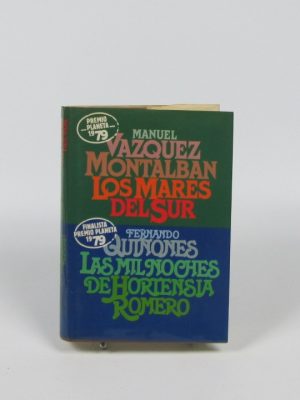 PREMIO
PLANETA
1979
MANUEL
VAZQUEZ
MONTALBAN
LOS MARES
DEL SUR
FINALISTA
PREMIO PLANETA
1979
FERNANDO
QUIÑONES
LAS MIL NOCHES
DE HORTENSIA
ROMERO